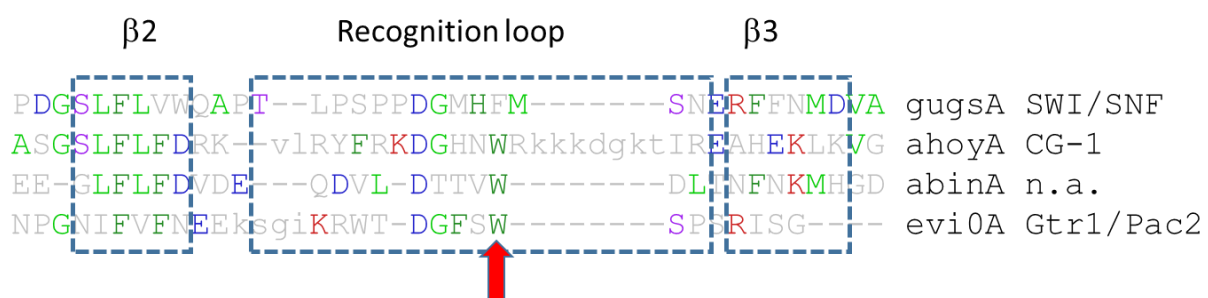 β2 Recognition loop β3
PDGSLFLVWQAPT--LPSPPDGMHFM-------SNERFFNMDVA gugsA SWI/SNF
ASGSLFLFDRK--vlRYFRKDGHNWRkkkdgktIREAHEKLKVG ahoyA CG-1
EE-GLFLFDVDE---QDVL-DTTVW--------DLTNFNKMHGD abinA n.a.
NPGNIFVFNEEksgiKRWT-DGFSW--------SPSRISG---- evi0A Gtr1/Pac2